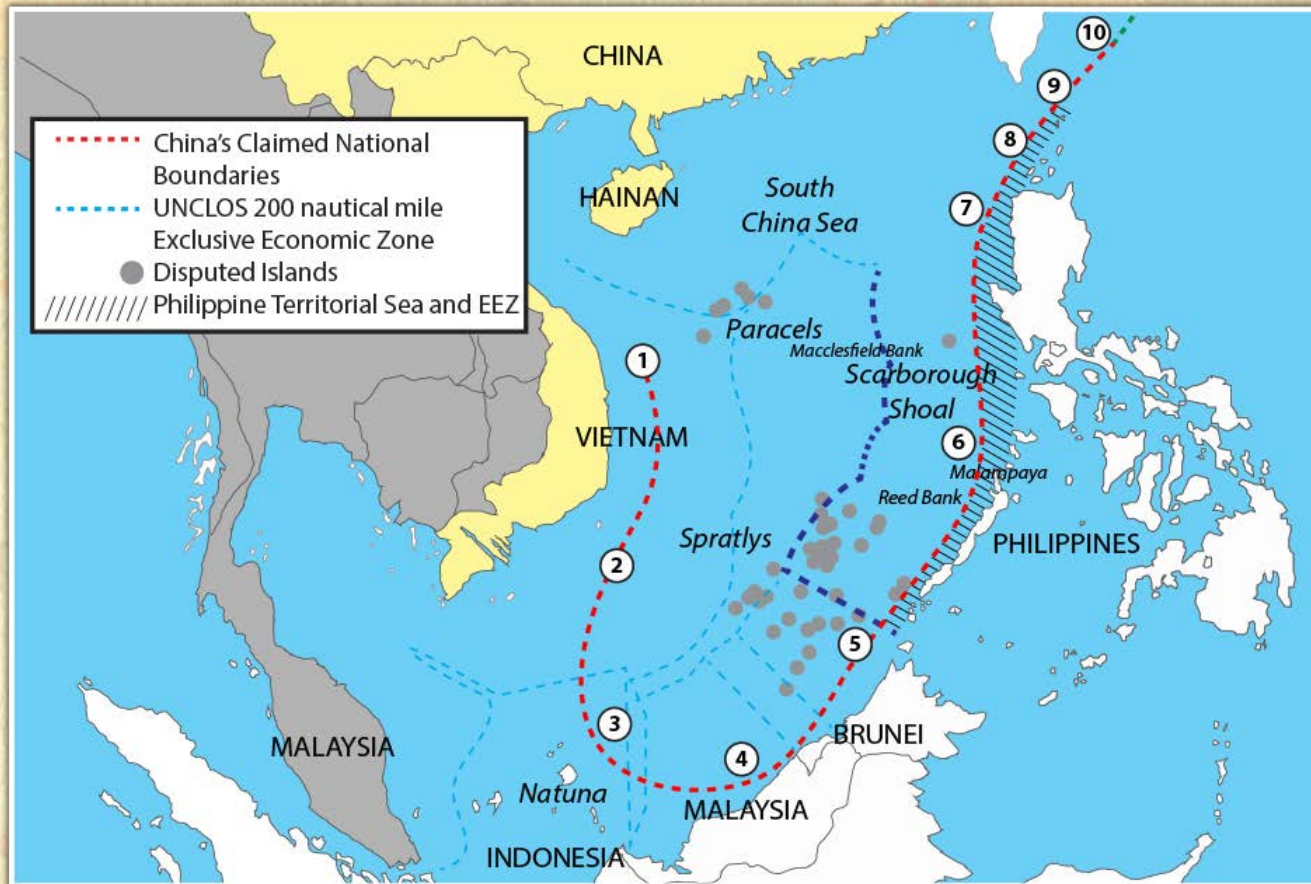 CHINA
China's Claimed National
Boundaries
UNCLOS 200 nautical mile
Exclusive Economic Zone
Disputed Islands
Philippine Territorial Sea and EEZ
HAINAN
South
China Sea
Paracels
Macclesfield Bank
Scarborough
Shoal
VIETNAM
Malampaya
Reed Bank
Spratlys
PHILIPPINES
MALAYSIA
BRUNEI
Natuna
MALAYSIA
INDONESIA
1
2
3
4
5
6
7
8
9
10